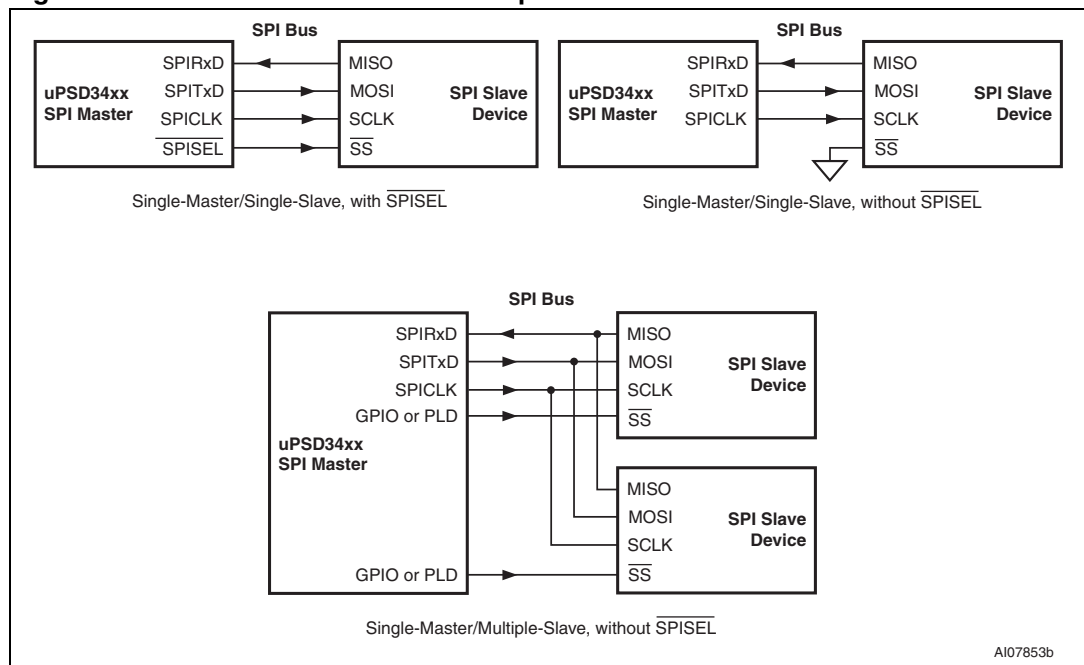 SPI Bus
uPSD34xx
SPI Master
SPIRxD
SPITxD
SPICLK
SPISEL
MISO
MOSI
SCLK
SS
SPI Slave
Device
Single-Master/Single-Slave, with SPISEL
SPI Bus
uPSD34xx
SPI Master
SPIRxD
SPITxD
SPICLK
MISO
MOSI
SCLK
SS
SPI Slave
Device
Single-Master/Single-Slave, without SPISEL
SPI Bus
SPIRxD
SPITxD
SPICLK
GPIO or PLD
uPSD34xx
SPI Master
GPIO or PLD
MISO
MOSI
SCLK
SS
SPI Slave
Device
MISO
MOSI
SCLK
SS
SPI Slave
Device
Single-Master/Multiple-Slave, without SPISEL
AI07853b